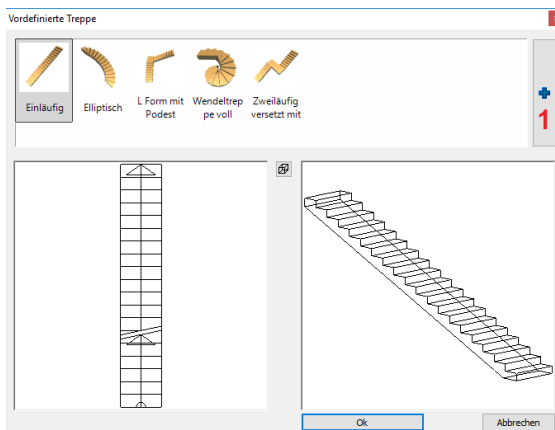 Vordefinierte Treppe
Einläufig
Elliptisch
L Form mit
Podest
Wendeltrep
pe voll
Zweiläufig
versetzt mit
1
Ok
Abbrechen